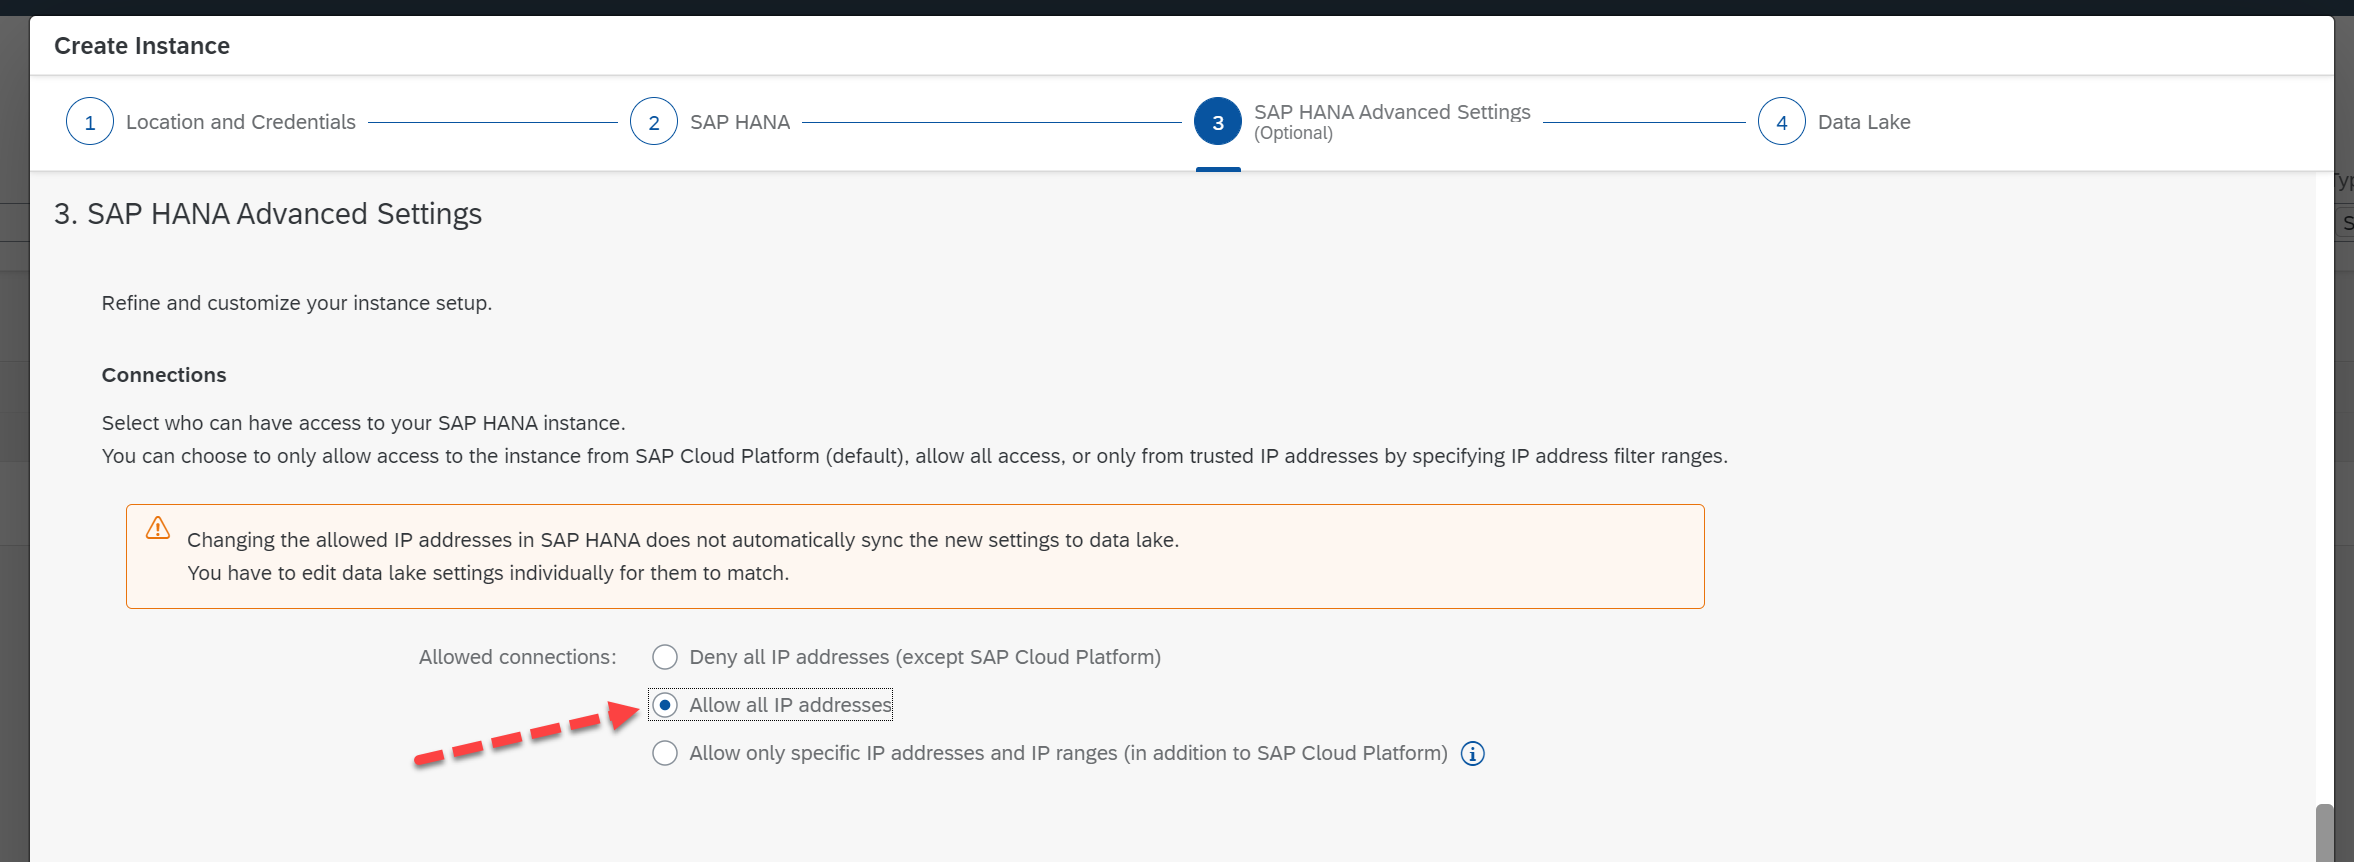 Create Instance
1 Location and Credentials
2 SAP HANA
3 SAP HANA Advanced Settings
(Optional)
4 Data Lake
3. SAP HANA Advanced Settings
Refine and customize your instance setup.
Connections
Select who can have access to your SAP HANA instance.
You can choose to only allow access to the instance from SAP Cloud Platform (default), allow all access, or only from trusted IP addresses by specifying IP address filter ranges.
Changing the allowed IP addresses in SAP HANA does not automatically sync the new settings to data lake.
You have to edit data lake settings individually for them to match.
Allowed connections:
Deny all IP addresses (except SAP Cloud Platform)
Allow all IP addresses
Allow only specific IP addresses and IP ranges (in addition to SAP Cloud Platform)